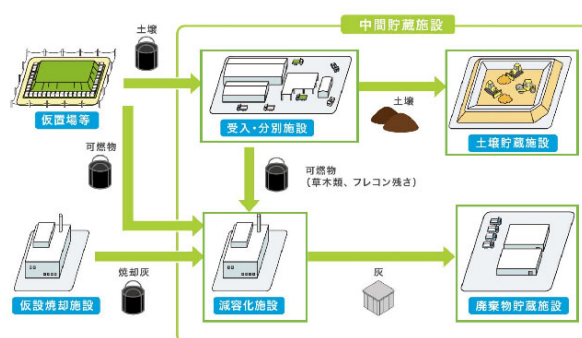 中間貯蔵施設
土壌
仮置場等
受入・分別施設
土壌
土壌貯蔵施設
可燃物
可燃物
(草木類、フレコン残さ)
仮設焼却施設
焼却灰
減容化施設
灰
廃棄物貯蔵施設